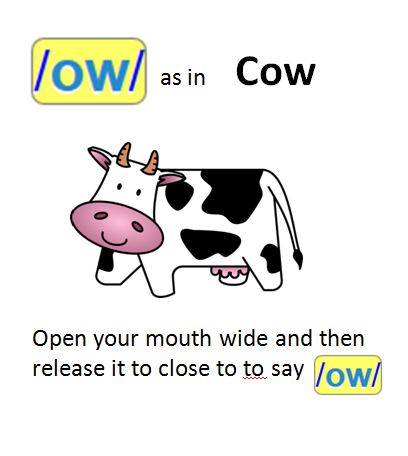 /ow/ as in Cow
Open your mouth wide and then
release it to close to to say /ow/